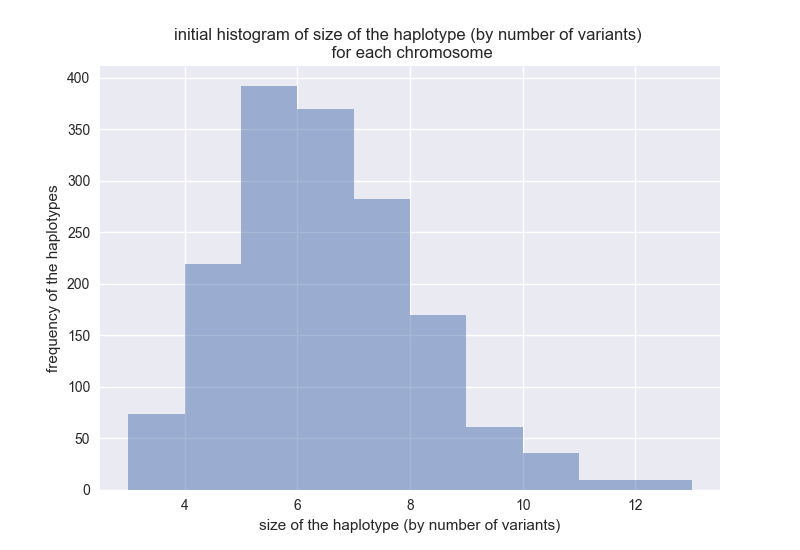 initial histogram of size of the haplotype (by number of variants)
for each chromosome
400
350
300
250
200
150
100
50
0
frequency of the haplotypes
4 6 8 10 12
size of the haplotype (by number of variants)